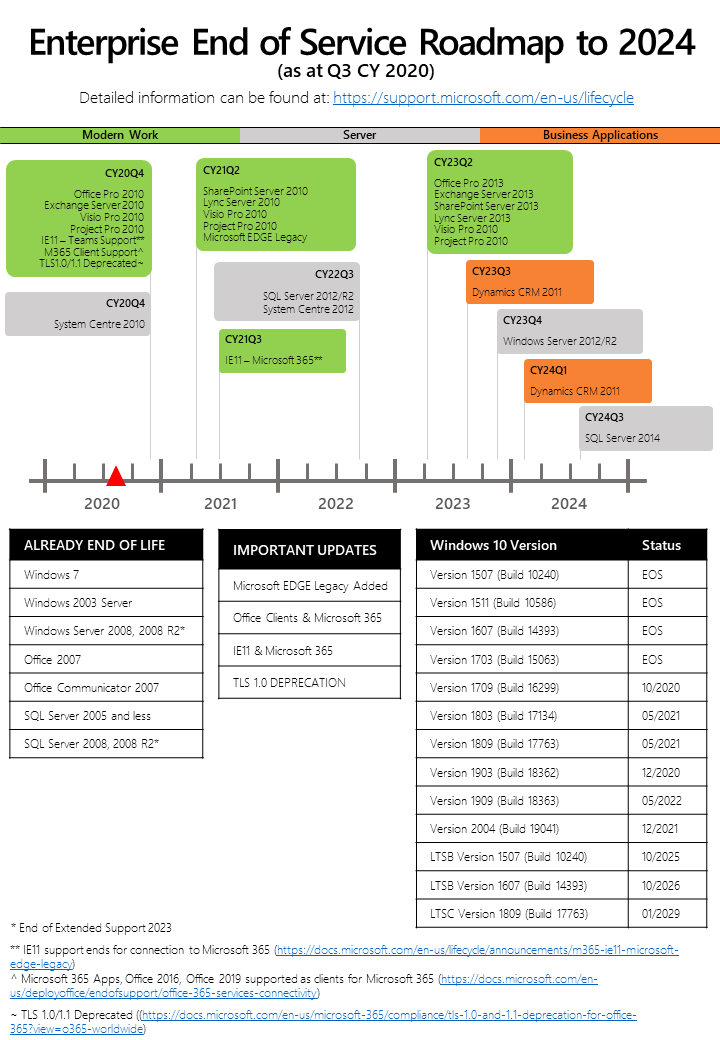 Enterprise End of Service Roadmap to 2024
(as at Q3 CY 2020)
Detailed information can be found at: https://support.microsoft.com/en-us/lifecycle
Modern Work
Server
Business Applications
CY20Q4
Office Pro 2010
Exchange Server 2010
Visio Pro 2010
Project Pro 2010
IE11 – Teams Support**
M365 Client Support^
TLS1.0/1.1 Deprecated~
CY20Q4
System Centre 2010
CY21Q2
SharePoint Server 2010
Lync Server 2010
Visio Pro 2010
Project Pro 2010
Microsoft EDGE Legacy
CY22Q3
SQL Server 2012/R2
System Centre 2012
CY21Q3
IE11 – Microsoft 365**
CY23Q2
Office Pro 2013
Exchange Server 2013
SharePoint Server 2013
Lync Server 2013
Visio Pro 2010
Project Pro 2010
CY23Q3
Dynamics CRM 2011
CY23Q4
Windows Server 2012/R2
CY24Q1
Dynamics CRM 2011
CY24Q3
SQL Server 2014
2020 2021 2022 2023 2024
ALREADY END OF LIFE
Windows 7
Windows 2003 Server
Windows Server 2008, 2008 R2*
Office 2007
Office Communicator 2007
SQL Server 2005 and less
SQL Server 2008, 2008 R2*
IMPORTANT UPDATES
Microsoft EDGE Legacy Added
Office Clients & Microsoft 365
IE11 & Microsoft 365
TLS 1.0 DEPRECATION
Windows 10 Version Status
Version 1507 (Build 10240) EOS
Version 1511 (Build 10586) EOS
Version 1607 (Build 14393) EOS
Version 1703 (Build 15063) EOS
Version 1709 (Build 16299) 10/2020
Version 1803 (Build 17134) 05/2021
Version 1809 (Build 17763) 05/2021
Version 1903 (Build 18362) 12/2020
Version 1909 (Build 18363) 05/2022
Version 2004 (Build 19041) 12/2021
LTSB Version 1507 (Build 10240) 10/2025
LTSB Version 1607 (Build 14393) 10/2026
LTSC Version 1809 (Build 17763) 01/2029
* End of Extended Support 2023
** IE11 support ends for connection to Microsoft 365 (https://docs.microsoft.com/en-us/lifecycle/announcements/m365-ie11-microsoft-
edge-legacy)
^ Microsoft 365 Apps, Office 2016, Office 2019 supported as clients for Microsoft 365 (https://docs.microsoft.com/en-
us/deployoffice/endofsupport/office-365-services-connectivity)
~ TLS 1.0/1.1 Deprecated ((https://docs.microsoft.com/en-us/microsoft-365/compliance/tls-1.0-and-1.1-deprecation-for-office-
365?view=o365-worldwide)